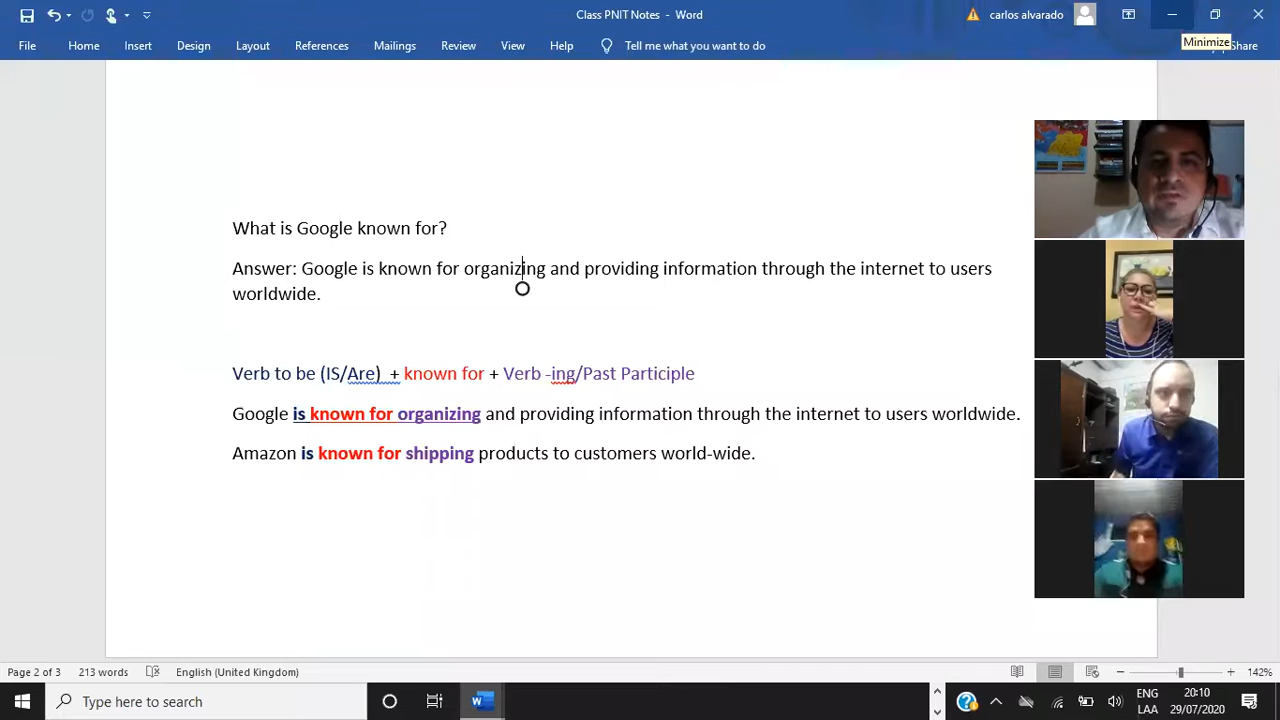 Class PNIT Notes - Word
carlos alvarado
Minimize
File Home Insert Design Layout References Mailings Review View Help Tell me what you want to do Share
What is Google known for?
Answer: Google is known for organizing and providing information through the internet to users
worldwide.
Verb to be (IS/Are) + known for + Verb -ing/Past Participle
Google is known for organizing and providing information through the internet to users worldwide.
Amazon is known for shipping products to customers world-wide.
Page 2 of 3 213 words English (United Kingdom) 142%
Type here to search
ENG 20:10
LAA 29/07/2020